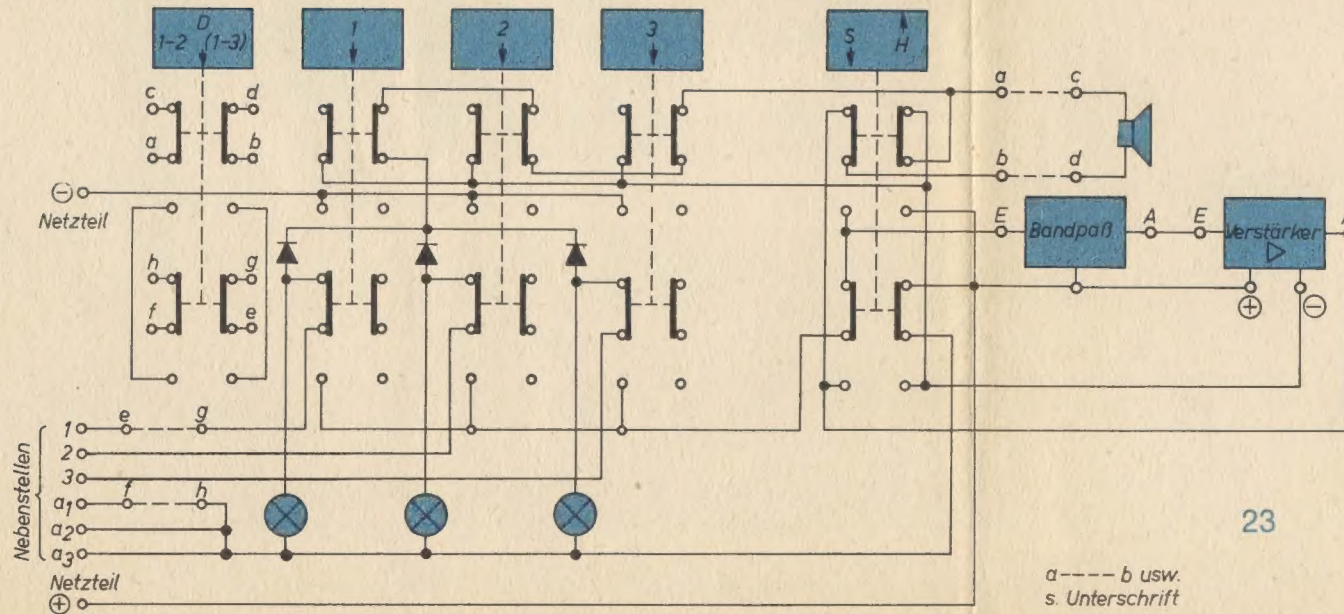 D
1-2 (1-3)
1
2
3
S H
c d
a b
a c
b d
⊖
Netzteil
E Bandpaß A E Verstärker A
▷
⊕ ⊖
h g
f e
Nebenstellen
1 e g
2
3
a1 f h
a2
a3
Netzteil
⊕
23
a----b usw.
s. Unterschrift